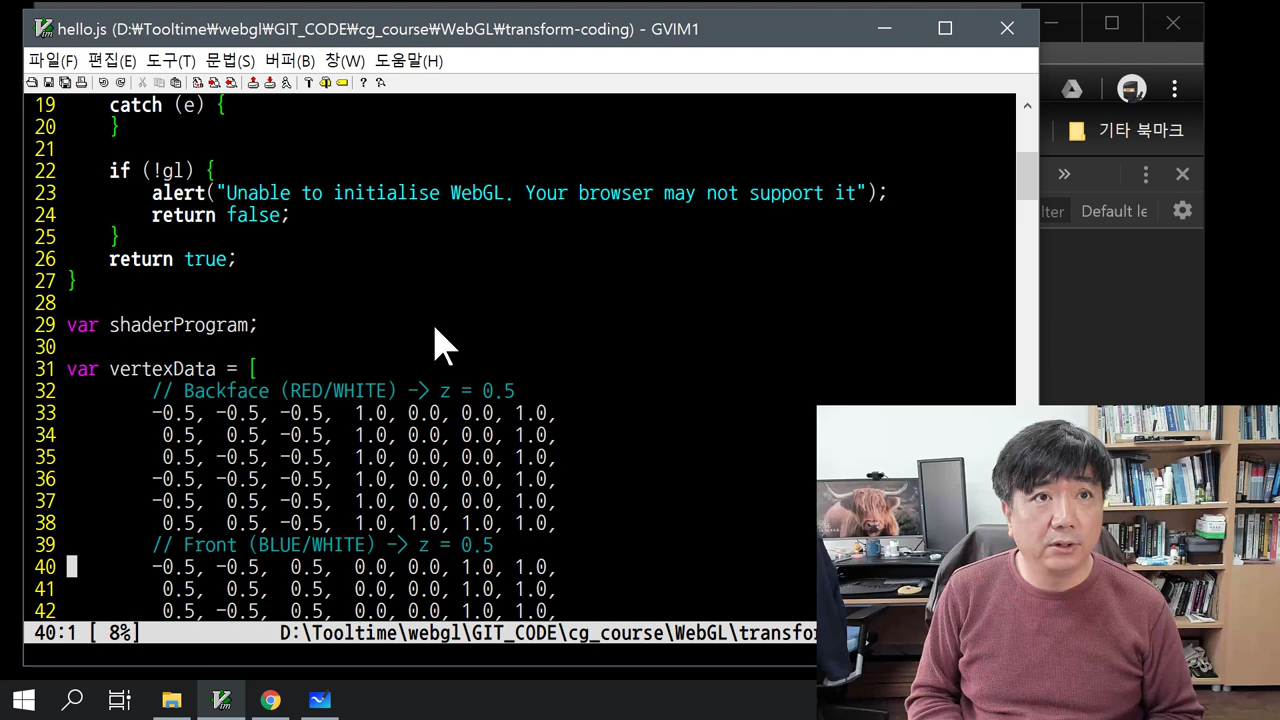 hello.js (D:₩Tooltime₩webgl₩GIT_CODE₩cg_course₩WebGL₩transform-coding) - GVIM1
파일(F) 편집(E) 도구(T) 문법(S) 버퍼(B) 창(W) 도움말(H)
기타 북마크
lter Default le
19 catch (e) {
20 }
21
22 if (!gl) {
23 alert("Unable to initialise WebGL. Your browser may not support it");
24 return false;
25 }
26 return true;
27 }
28
29 var shaderProgram;
30
31 var vertexData = [
32 // Backface (RED/WHITE) -> z = 0.5
33 -0.5, -0.5, -0.5, 1.0, 0.0, 0.0, 1.0,
34 0.5, 0.5, -0.5, 1.0, 0.0, 0.0, 1.0,
35 0.5, -0.5, -0.5, 1.0, 0.0, 0.0, 1.0,
36 -0.5, -0.5, -0.5, 1.0, 0.0, 0.0, 1.0,
37 -0.5, 0.5, -0.5, 1.0, 0.0, 0.0, 1.0,
38 0.5, 0.5, -0.5, 1.0, 1.0, 1.0, 1.0,
39 // Front (BLUE/WHITE) -> z = 0.5
40 -0.5, -0.5, 0.5, 0.0, 0.0, 1.0, 1.0,
41 0.5, 0.5, 0.5, 0.0, 0.0, 1.0, 1.0,
42 0.5, -0.5, 0.5, 0.0, 0.0, 1.0, 1.0,
40:1 [ 8%] D:\Tooltime\webgl\GIT_CODE\cg_course\WebGL\transfor